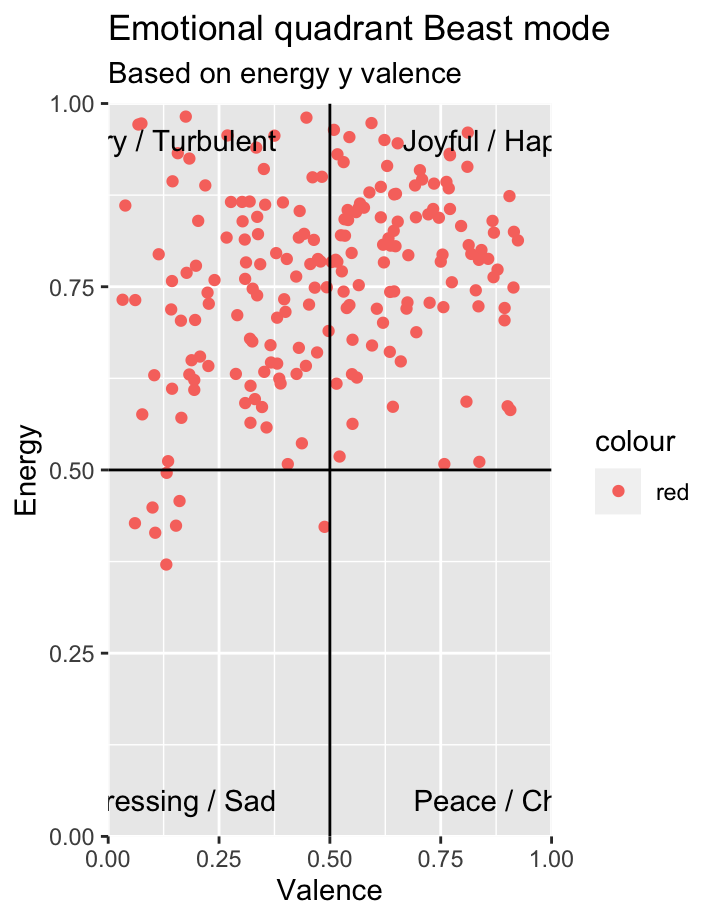 Emotional quadrant Beast mode
Based on energy y valence
1.00
ry / Turbulent
Joyful / Hap
0.75
Energy
0.50
colour
red
0.25
ressing / Sad
Peace / Ch
0.00
0.00 0.25 0.50 0.75 1.00
Valence